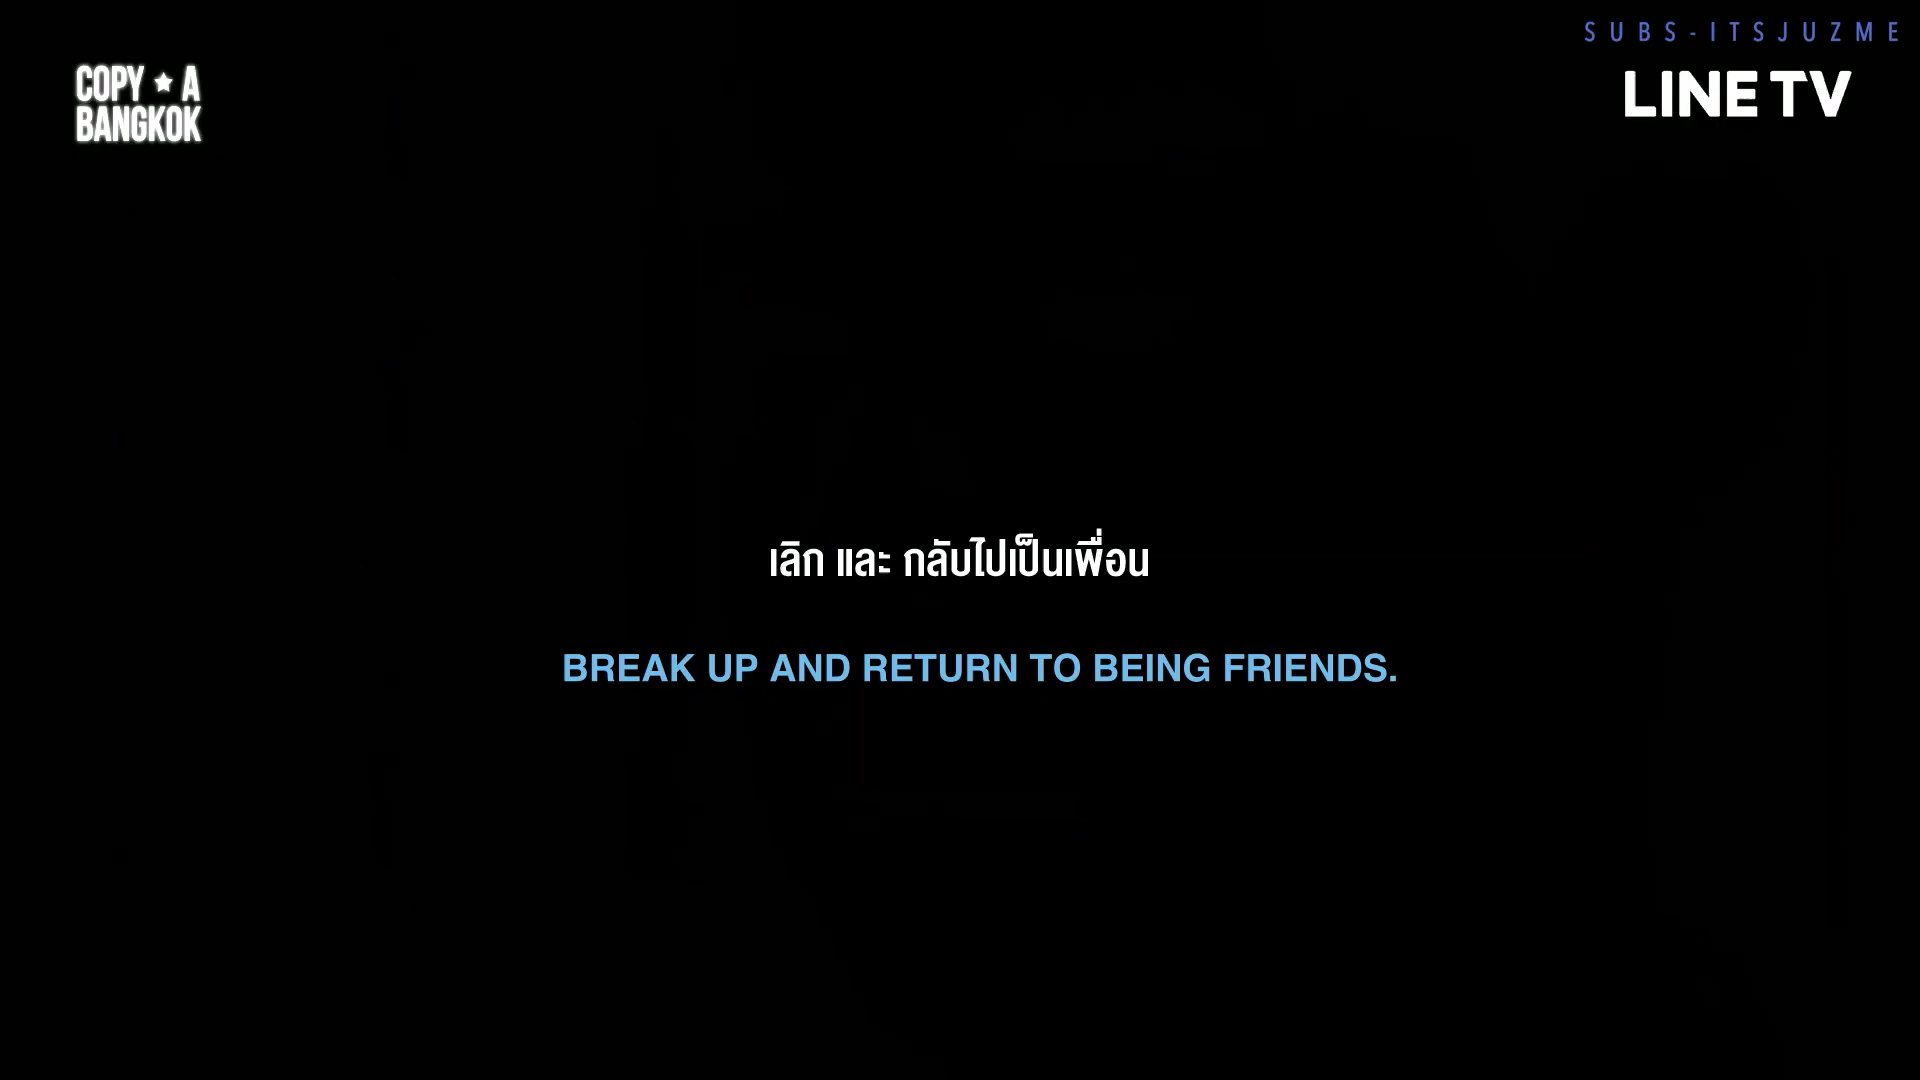 SUBS-ITSJUZME
COPY ★ A
BANGKOK
LINE TV
เลิก และ กลับไปเป็นเพื่อน
BREAK UP AND RETURN TO BEING FRIENDS.